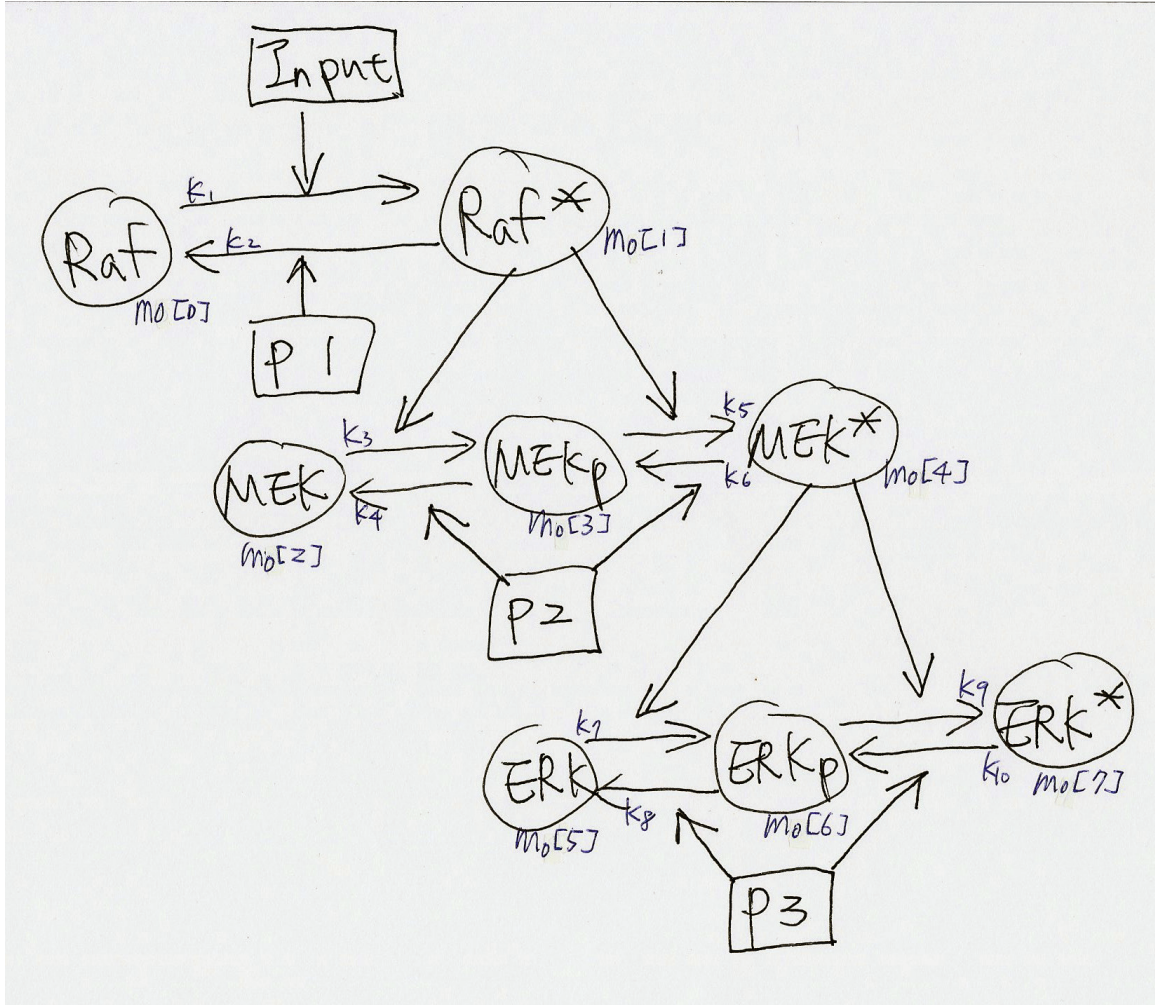 Input
K1
Raf
mo[0]
K2
Raf*
mo[1]
P1
K3
MEK
mo[2]
K4
MEKp
mo[3]
K5
K6
MEK*
mo[4]
P2
K7
ERK
mo[5]
K8
ERKp
mo[6]
K9
K10
ERK*
mo[7]
P3